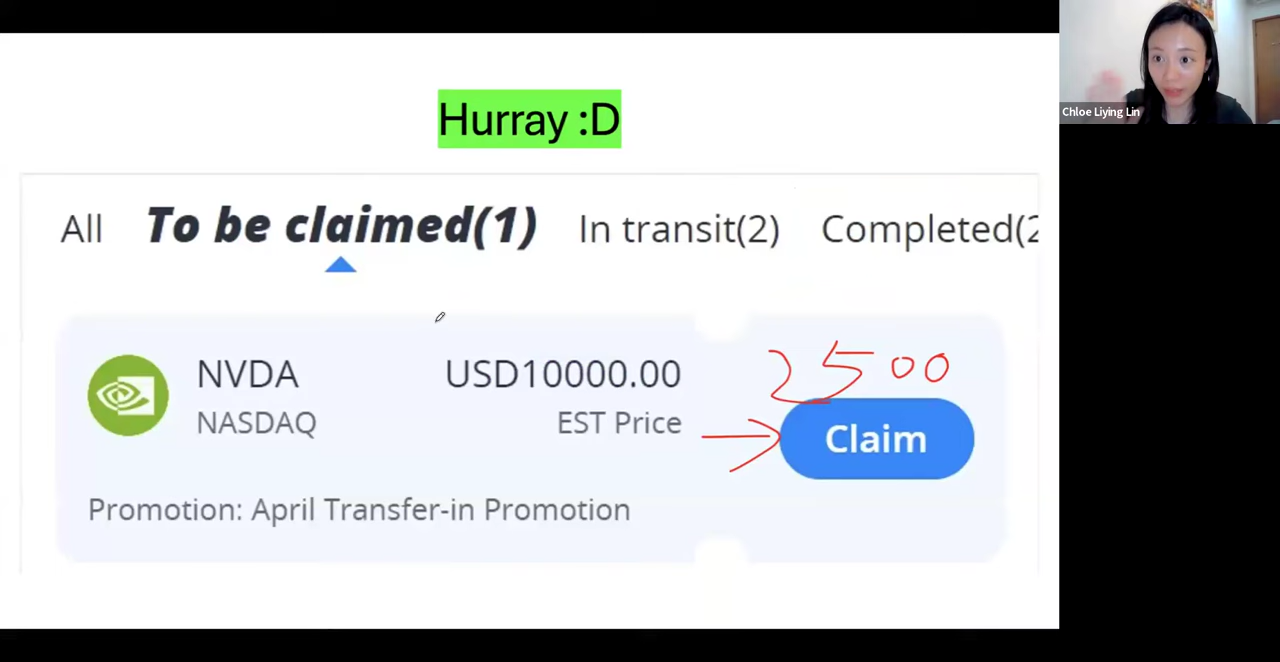 Hurray :D
Chloe Liying Lin
All To be claimed(1) In transit(2) Completed(2
NVDA USD10000.00 2500
NASDAQ EST Price Claim
Promotion: April Transfer-in Promotion